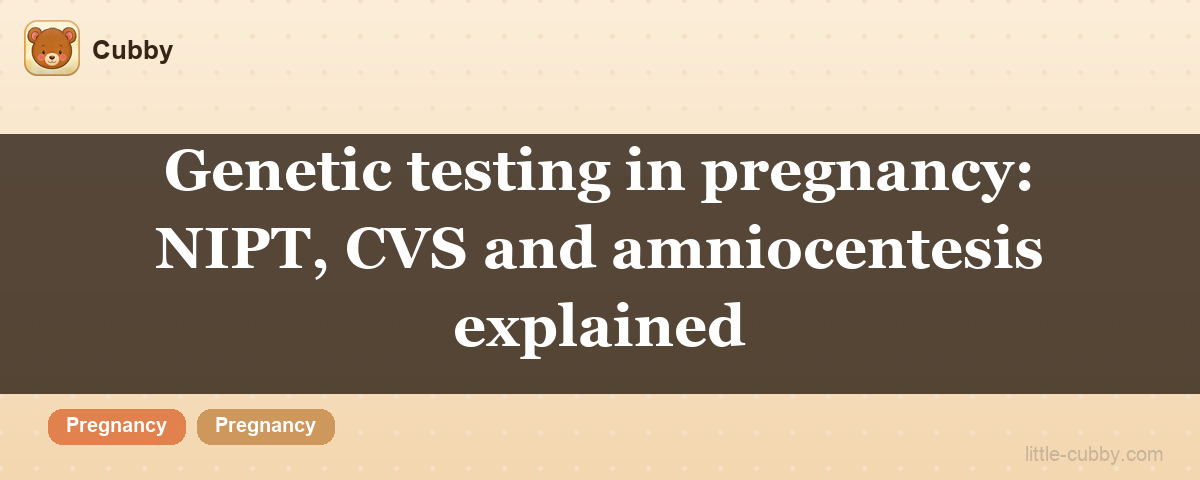 Cubby
Genetic testing in pregnancy:
NIPT, CVS and amniocentesis
explained
Pregnancy
Pregnancy
little-cubby.com